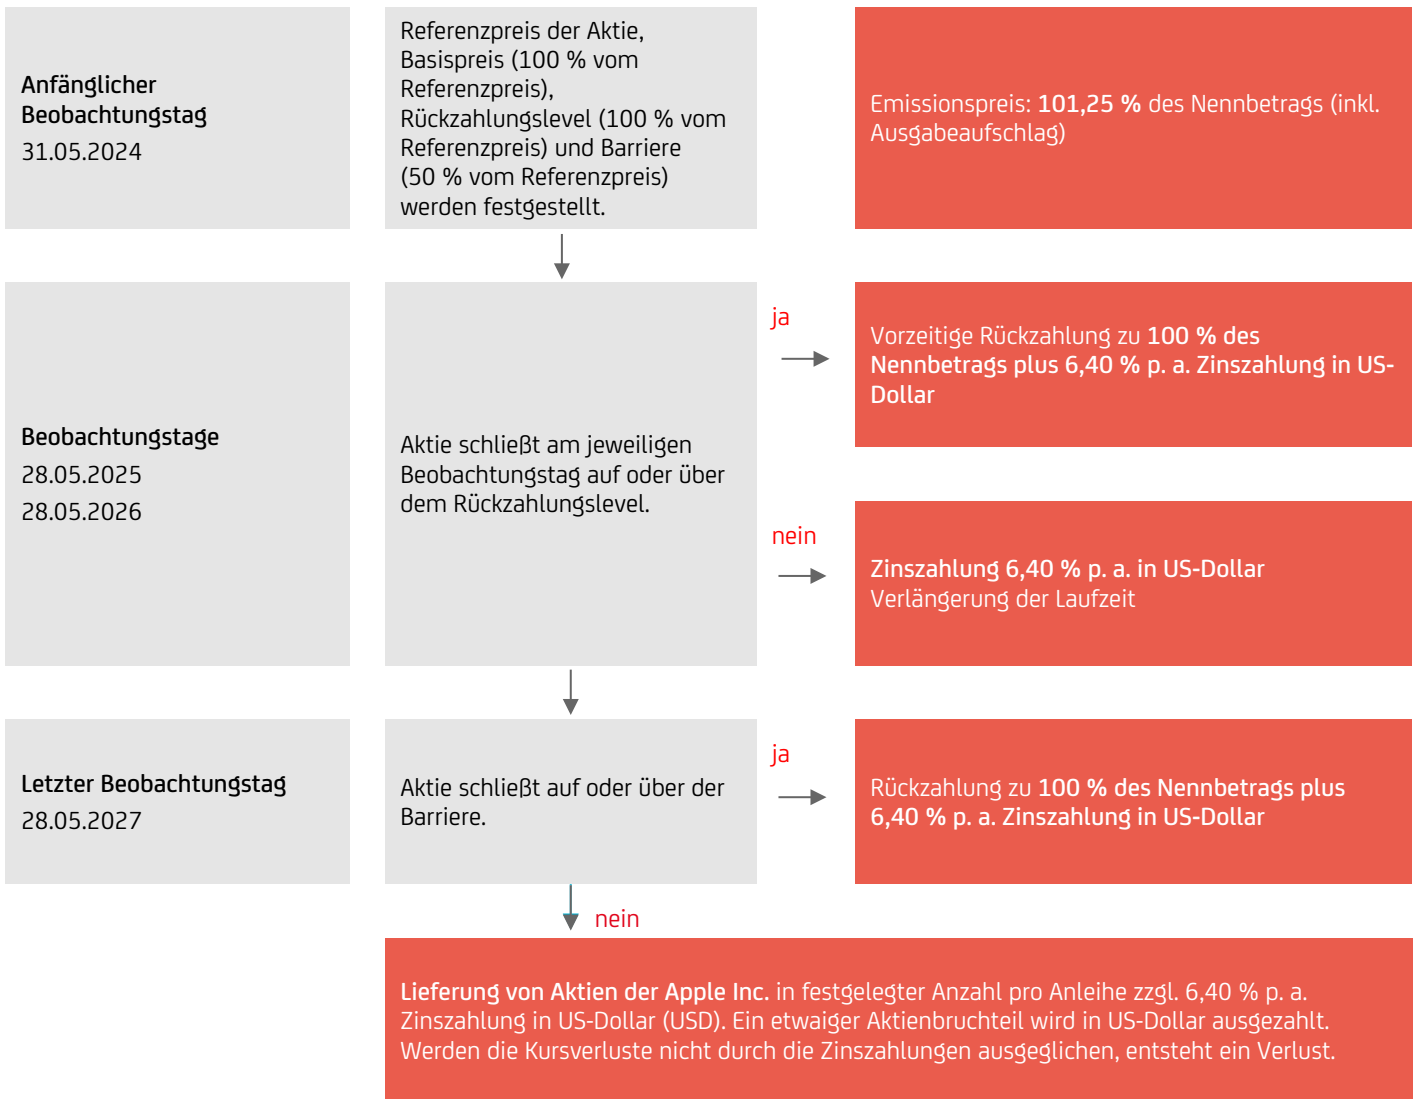 Anfänglicher
Beobachtungstag
31.05.2024
Referenzpreis der Aktie,
Basispreis (100 % vom
Referenzpreis),
Rückzahlungslevel (100 % vom
Referenzpreis) und Barriere
(50 % vom Referenzpreis)
werden festgestellt.
Emissionspreis: 101,25 % des Nennbetrags (inkl.
Ausgabeaufschlag)
Beobachtungstage
28.05.2025
28.05.2026
Aktie schließt am jeweiligen
Beobachtungstag auf oder über
dem Rückzahlungslevel.
ja
Vorzeitige Rückzahlung zu 100 % des
Nennbetrags plus 6,40 % p. a. Zinszahlung in US-
Dollar
nein
Zinszahlung 6,40 % p. a. in US-Dollar
Verlängerung der Laufzeit
Letzter Beobachtungstag
28.05.2027
Aktie schließt auf oder über der
Barriere.
ja
Rückzahlung zu 100 % des Nennbetrags plus
6,40 % p. a. Zinszahlung in US-Dollar
nein
Lieferung von Aktien der Apple Inc. in festgelegter Anzahl pro Anleihe zzgl. 6,40 % p. a.
Zinszahlung in US-Dollar (USD). Ein etwaiger Aktienbruchteil wird in US-Dollar ausgezahlt.
Werden die Kursverluste nicht durch die Zinszahlungen ausgeglichen, entsteht ein Verlust.